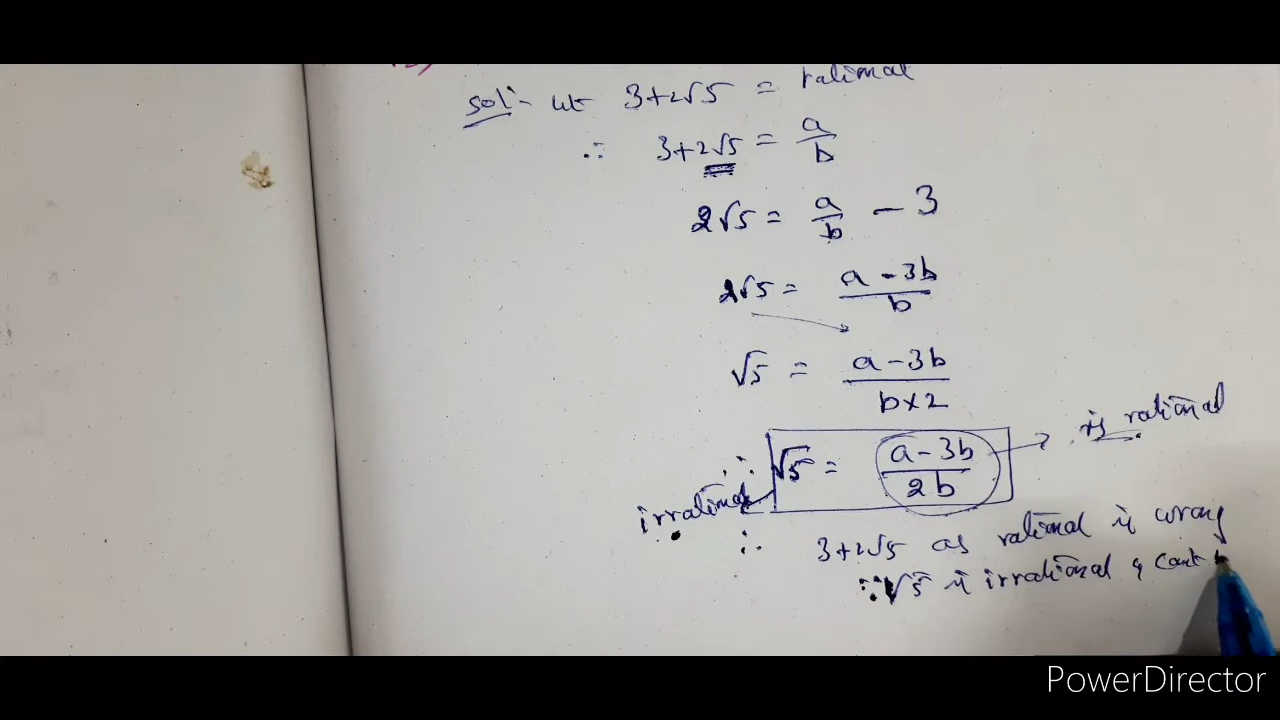 Sol:- let 3+2√5 = rational
∴ 3+2√5 = a/b
2√5 = a/b - 3
2√5 = a-3b/b
√5 = a-3b/b×2
∴ √5 = a-3b/2b → is rational
irrational
∴ 3+2√5 as rational is wrong
∵ √5 is irrational &
PowerDirector